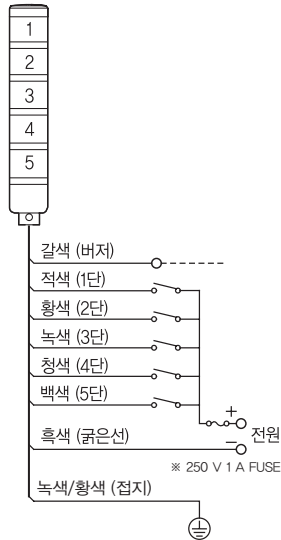 1
2
3
4
5
갈색 (버저)
적색 (1단)
황색 (2단)
녹색 (3단)
청색 (4단)
백색 (5단)
+
흑색 (굵은선)
전원
−
※ 250 V 1 A FUSE
녹색/황색 (접지)